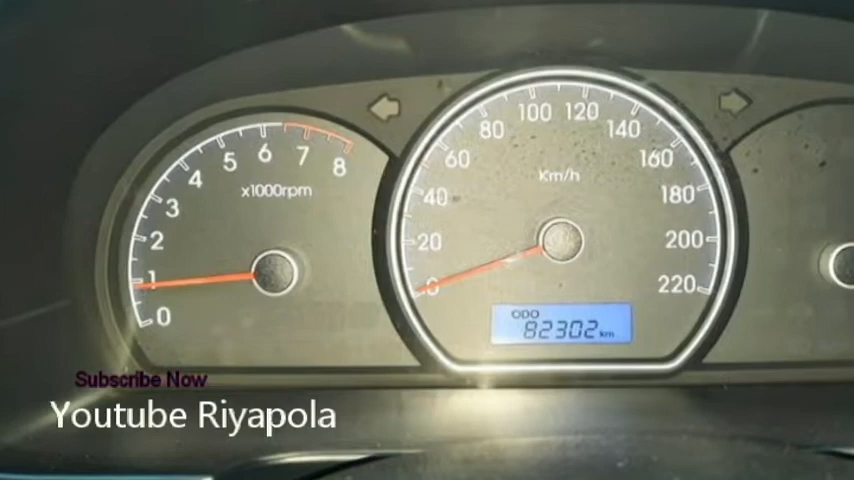 0 1 2 3 4 5 6 7 8
x1000rpm
0 20 40 60 80 100 120 140 160 180 200 220
Km/h
ODO
82302 km
Subscribe Now
Youtube Riyapola